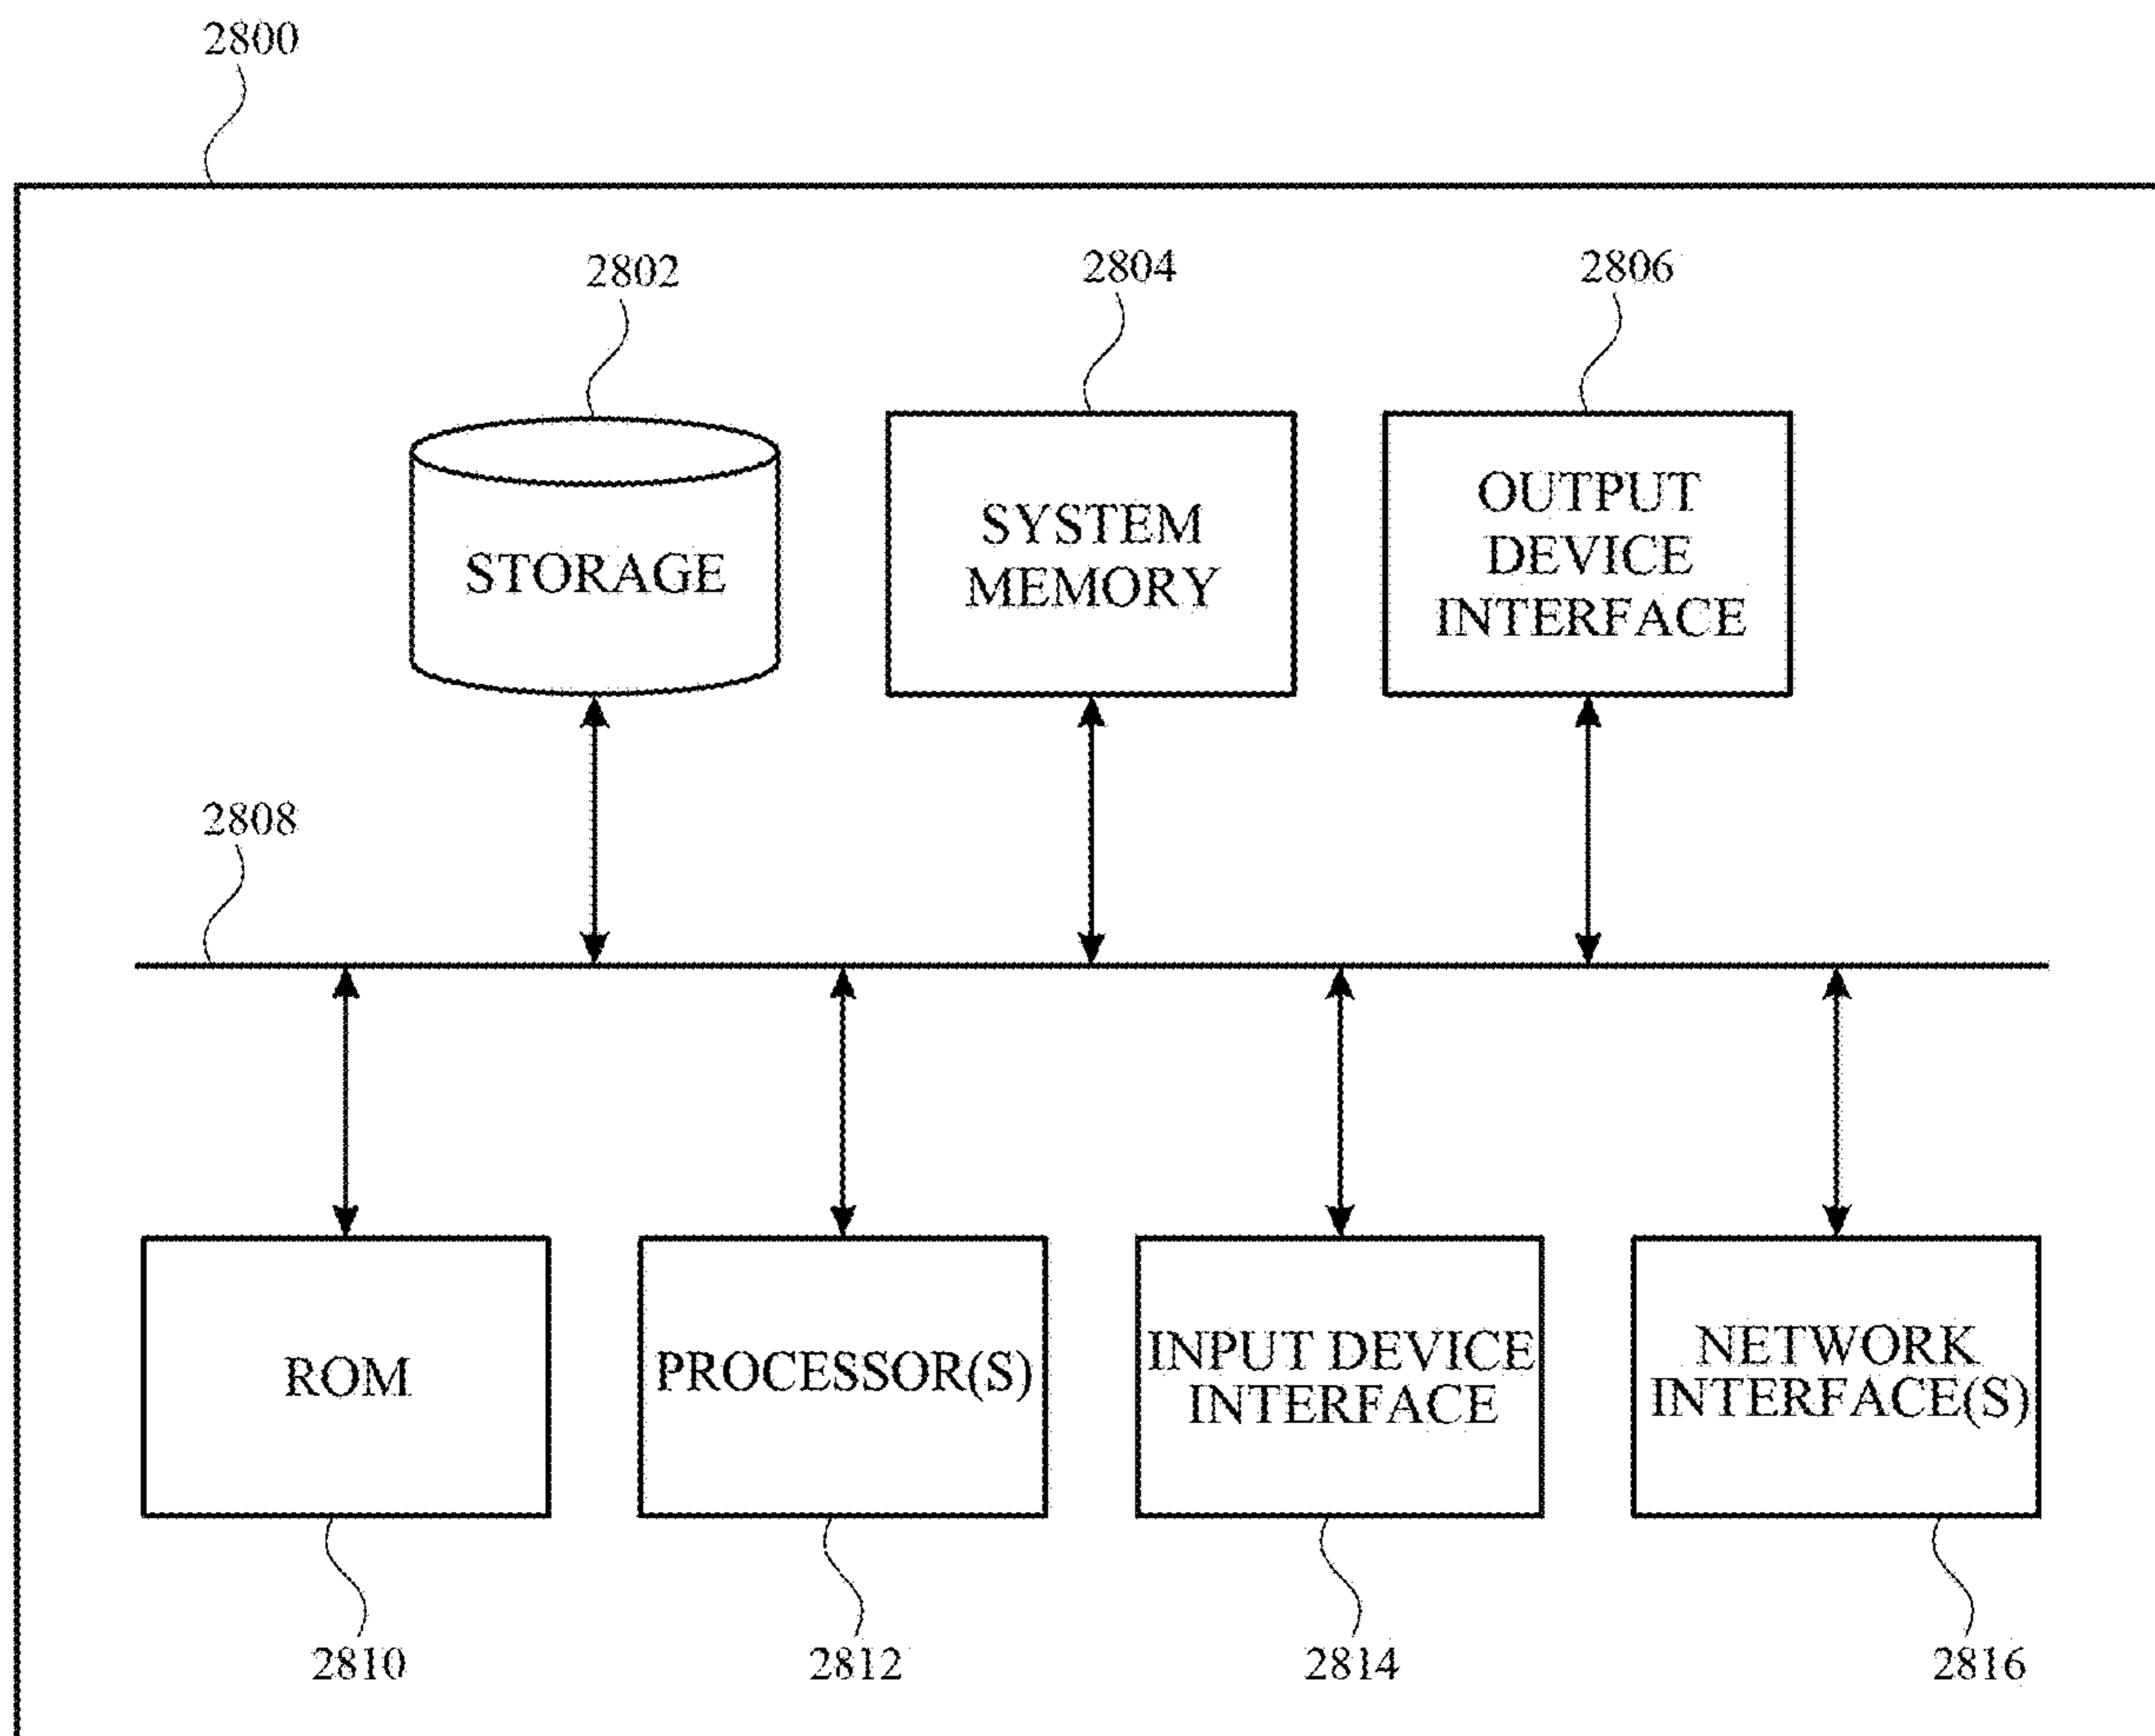 2800
2802
2804
2806
STORAGE
SYSTEM
MEMORY
OUTPUT
DEVICE
INTERFACE
2808
ROM
PROCESSOR(S)
INPUT DEVICE
INTERFACE
NETWORK
INTERFACE(S)
2810
2812
2814
2816